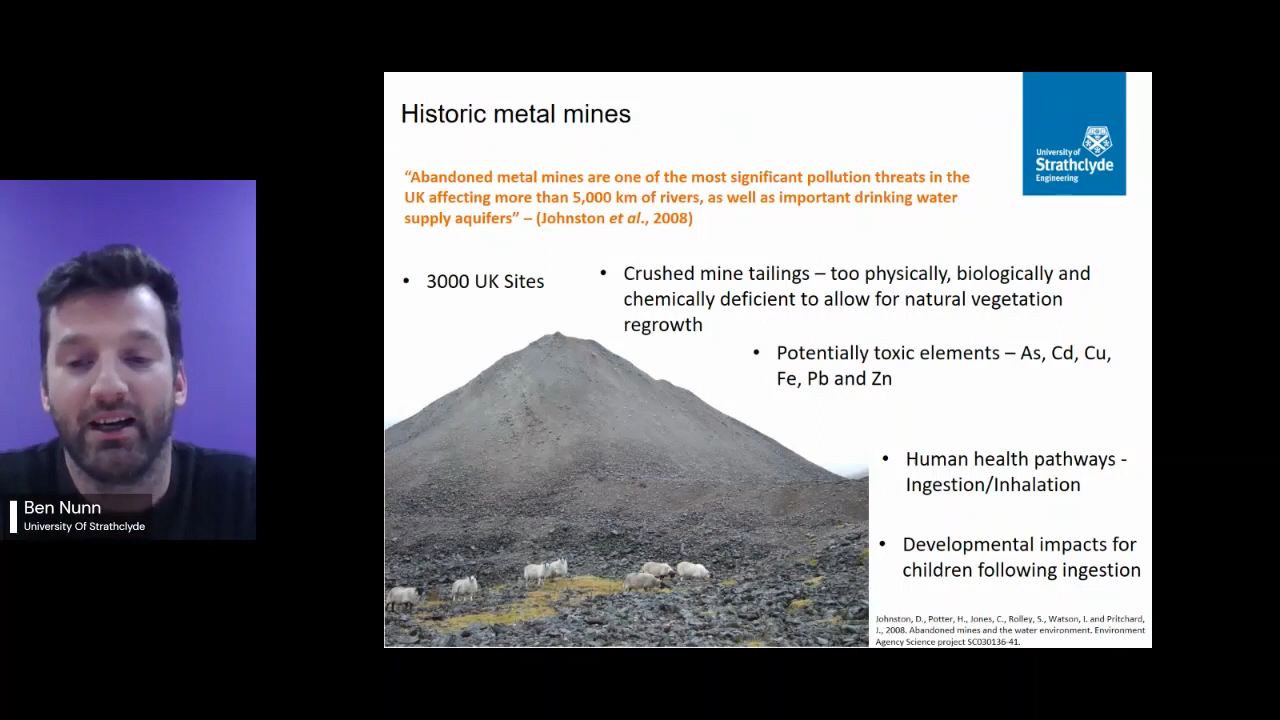 Historic metal mines
University of
Strathclyde
Engineering
“Abandoned metal mines are one of the most significant pollution threats in the
UK affecting more than 5,000 km of rivers, as well as important drinking water
supply aquifers” – (Johnston et al., 2008)
• 3000 UK Sites
• Crushed mine tailings – too physically, biologically and
chemically deficient to allow for natural vegetation
regrowth
• Potentially toxic elements – As, Cd, Cu,
Fe, Pb and Zn
• Human health pathways -
Ingestion/Inhalation
• Developmental impacts for
children following ingestion
Johnston, D., Potter, H., Jones, C., Rolley, S., Watson, I. and Pritchard,
J., 2008. Abandoned mines and the water environment. Environment
Agency Science project SC030136-41.
Ben Nunn
University Of Strathclyde